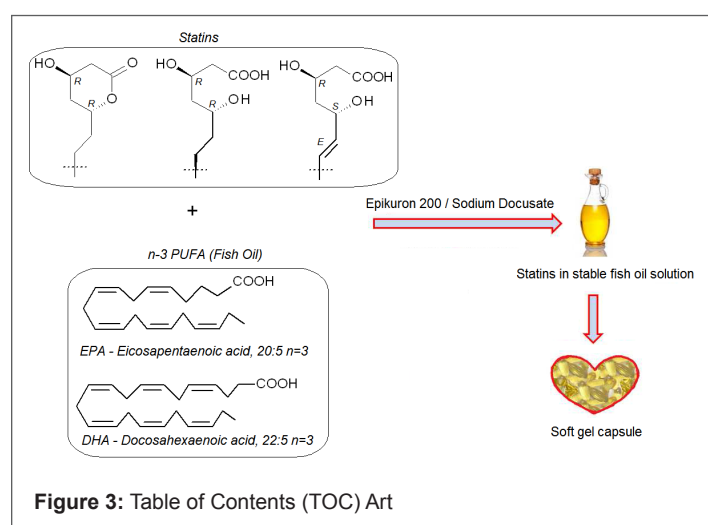 Statins
HO
R
O
R
O
HO
R
COOH
R
OH
HO
R
COOH
S
OH
E
+
Epikuron 200 / Sodium Docusate
Statins in stable fish oil solution
n-3 PUFA (Fish Oil)
COOH
EPA - Eicosapentaenoic acid, 20:5 n=3
COOH
DHA - Docosahexaenoic acid, 22:5 n=3
Soft gel capsule
Figure 3: Table of Contents (TOC) Art